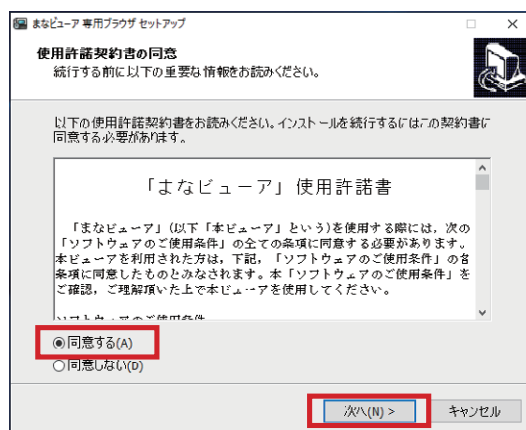 まなビューア 専用ブラウザ セットアップ
使用許諾契約書の同意
続行する前に以下の重要な情報をお読みください。
以下の使用許諾契約書をお読みください。インストールを続行するにはこの契約書に
同意する必要があります。
「まなビューア」使用許諾書
「まなビューア」(以下「本ビューア」という)を使用する際には，次の
「ソフトウェアのご使用条件」の全ての条項に同意する必要があります。
本ビューアを利用された方は，下記，「ソフトウェアのご使用条件」の各
条項に同意したものとみなされます。本「ソフトウェアのご使用条件」を
ご確認，ご理解頂いた上で本ビューアを使用してください。
ソフトウェアのご使用条件
同意する(A)
同意しない(D)
次へ(N) >
キャンセル